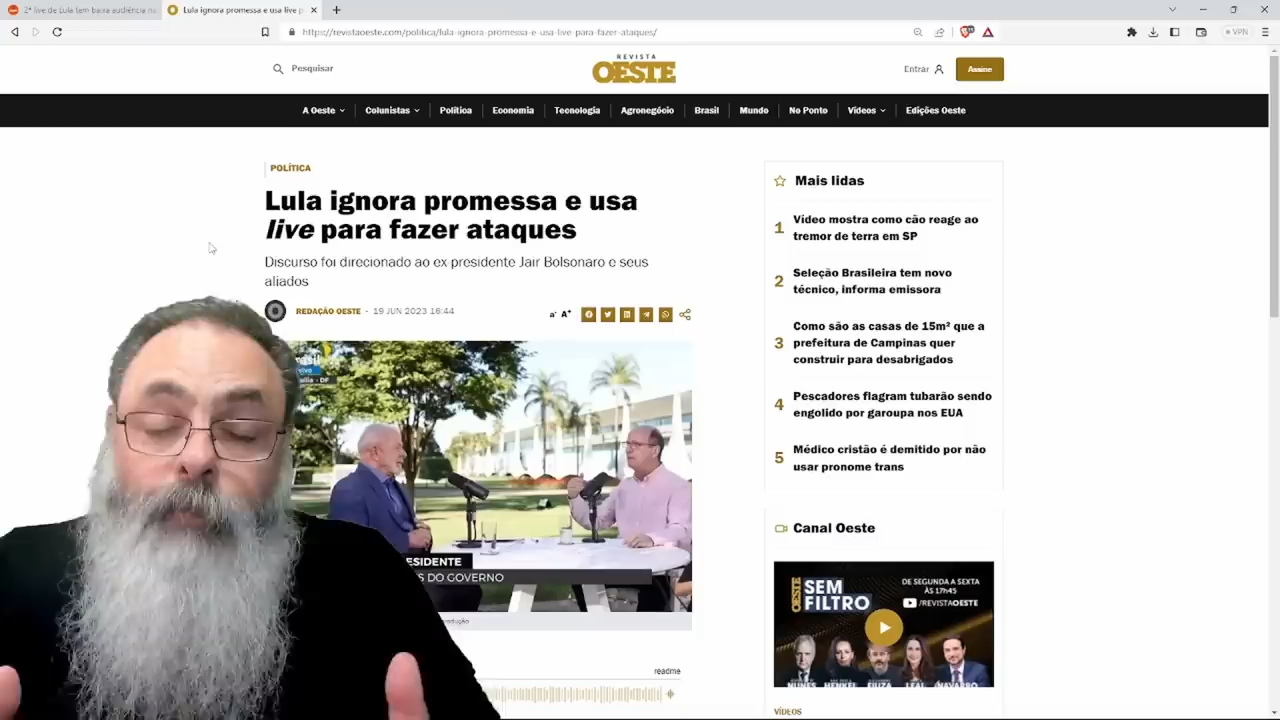 2ª live de Lula tem baixa audiência na
Lula ignora promessa e usa live p
https://revistaoeste.com/politica/lula-ignora-promessa-e-usa-live-para-fazer-ataques/
VPN
Pesquisar
REVISTA
OESTE
Entrar
Assine
A Oeste
Colunistas
Política
Economia
Tecnologia
Agronegócio
Brasil
Mundo
No Ponto
Vídeos
Edições Oeste
POLÍTICA
Lula ignora promessa e usa
live para fazer ataques
Discurso foi direcionado ao ex presidente Jair Bolsonaro e seus
aliados
REDAÇÃO OESTE - 19 JUN 2023 16:44
a- A+
ESIDENTE
S DO GOVERNO
readme
Mais lidas
1 Vídeo mostra como cão reage ao
tremor de terra em SP
2 Seleção Brasileira tem novo
técnico, informa emissora
3 Como são as casas de 15m² que a
prefeitura de Campinas quer
construir para desabrigados
4 Pescadores flagram tubarão sendo
engolido por garoupa nos EUA
5 Médico cristão é demitido por não
usar pronome trans
Canal Oeste
OESTE
SEM
FILTRO
DE SEGUNDA A SEXTA
ÀS 17h45
/REVISTAOESTE
NUNES
HENKEL
FIUZA
LEAL
NAVARRO
VÍDEOS